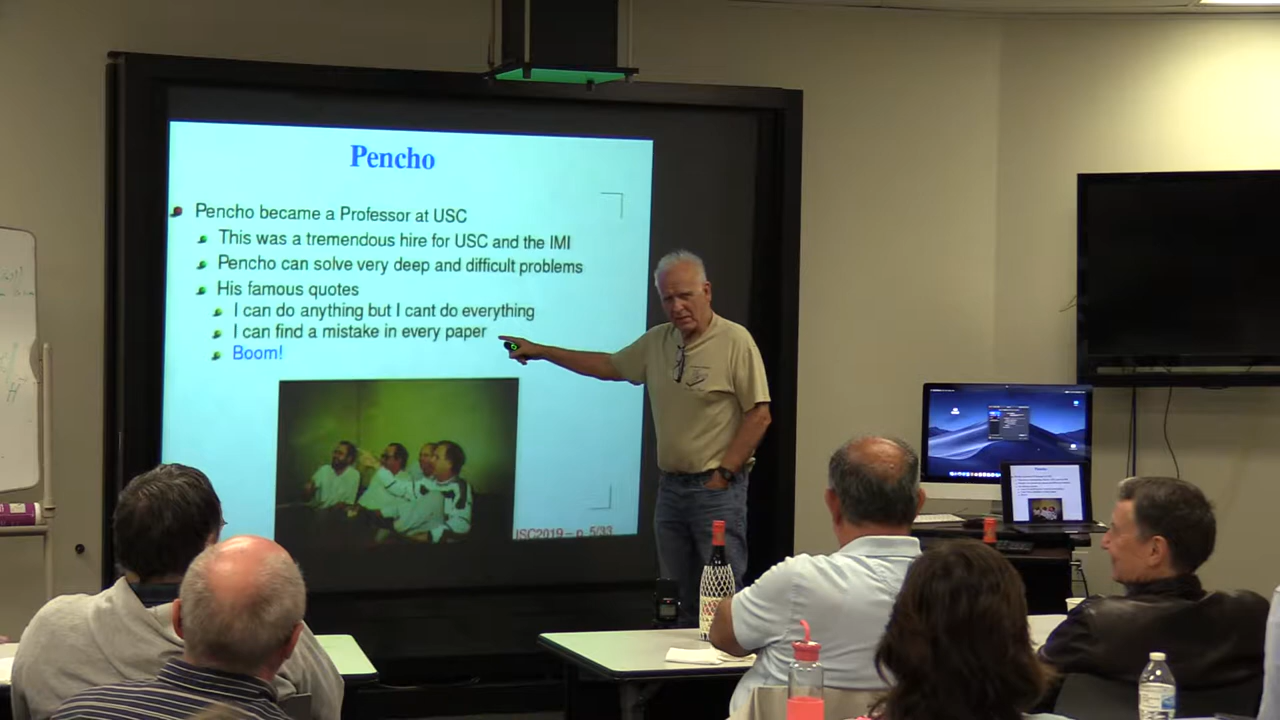 Pencho
Pencho became a Professor at USC
This was a tremendous hire for USC and the IMI
Pencho can solve very deep and difficult problems
His famous quotes
I can do anything but I cant do everything
I can find a mistake in every paper
Boom!
ISC2019 – p. 5/33
Pencho